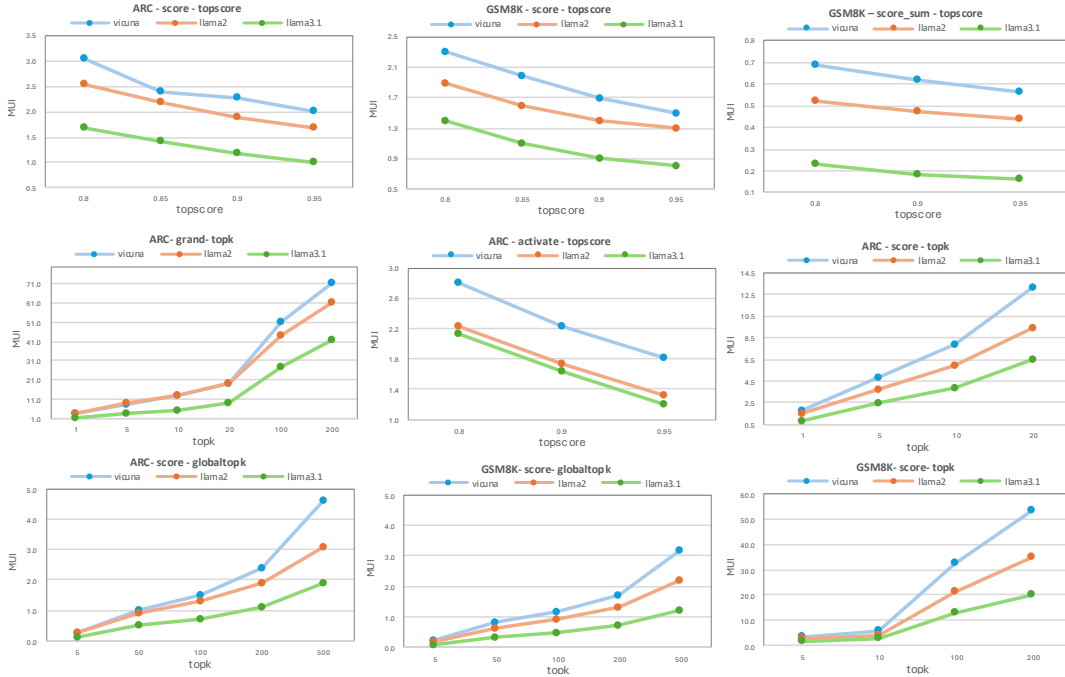 ARC - score - topscore
vicuna llama2 llama3.1
3.5
3.0
2.5
2.0
1.5
1.0
0.5
MUI
0.8 0.85 0.9 0.95
topscore
GSM8K - score - topscore
vicuna llama2 llama3.1
2.5
2.1
1.7
1.3
0.9
0.5
MUI
0.8 0.85 0.9 0.95
topscore
GSM8K – score_sum - topscore
vicuna llama2 llama3.1
0.8
0.7
0.6
0.5
0.4
0.3
0.2
0.1
MUI
0.8 0.9 0.95
topscore
ARC- grand- topk
vicuna llama2 llama3.1
71.0
61.0
51.0
41.0
31.0
21.0
11.0
1.0
MUI
1 5 10 20 100 200
topk
ARC - activate - topscore
vicuna llama2 llama3.1
3.0
2.6
2.2
1.8
1.4
1.0
MUI
0.8 0.9 0.95
topscore
ARC - score - topk
vicuna llama2 llama3.1
14.5
12.5
10.5
8.5
6.5
4.5
2.5
0.5
MUI
1 5 10 20
topk
ARC- score - globaltopk
vicuna llama2 llama3.1
5.0
4.0
3.0
2.0
1.0
0.0
MUI
5 50 100 200 500
topk
GSM8K- score- globaltopk
vicuna llama2 llama3.1
5.0
4.0
3.0
2.0
1.0
0.0
MUI
5 50 100 200 500
topk
GSM8K- score- topk
vicuna llama2 llama3.1
60.0
50.0
40.0
30.0
20.0
10.0
0.0
MUI
5 10 100 200
topk